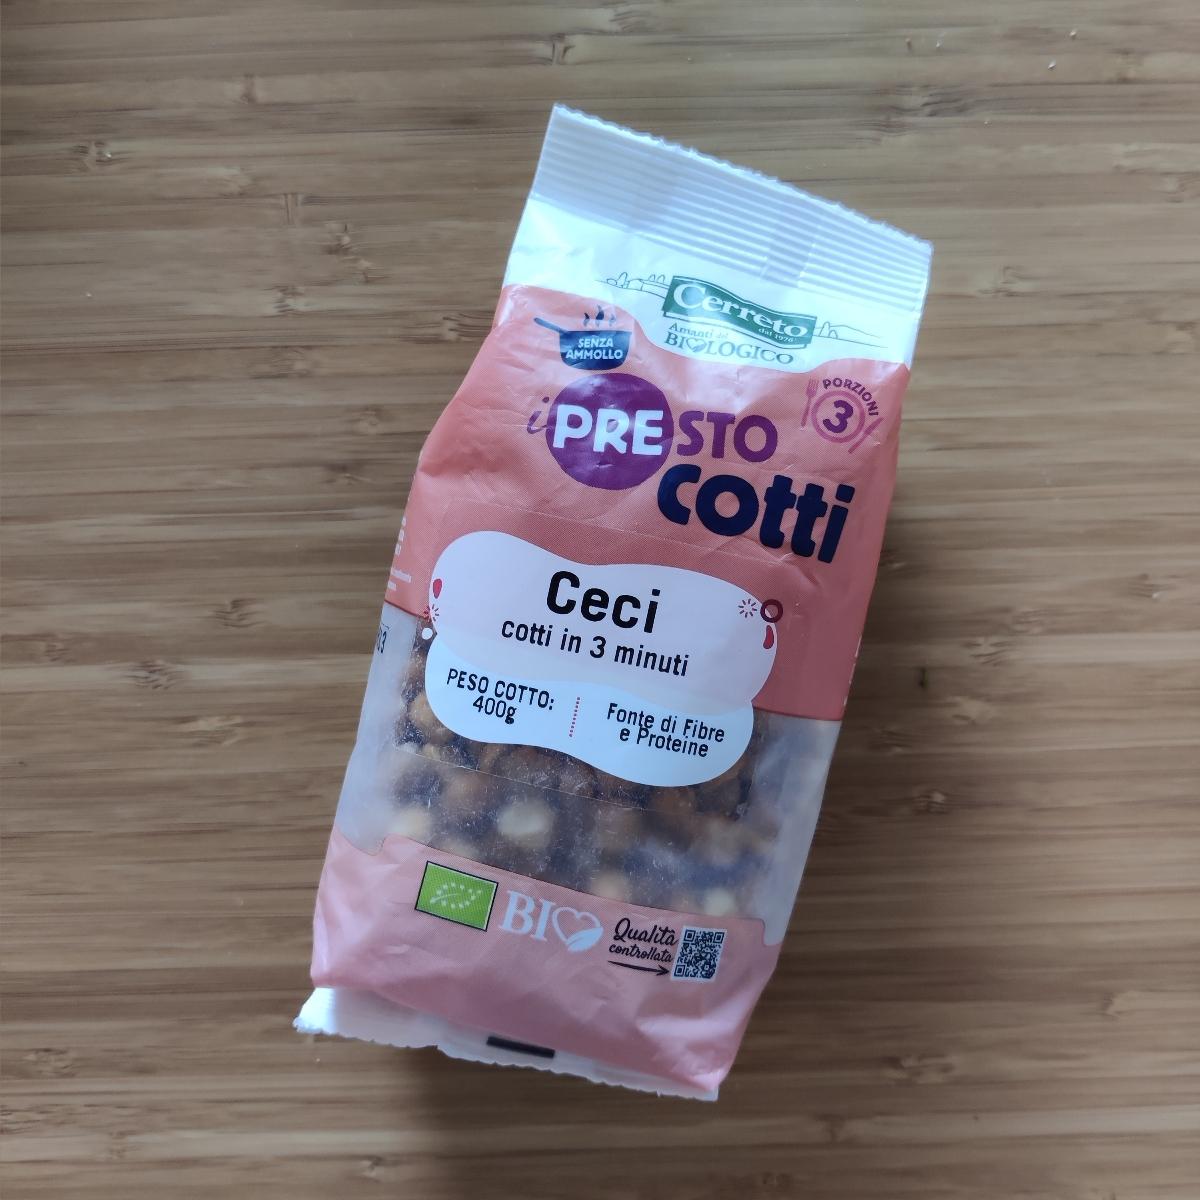 Cerreto
dal 1976
Amanti del
BIOLOGICO
SENZA
AMMOLLO
PORZIONI
3
i PRESTO
cotti
Ceci
cotti in 3 minuti
PESO COTTO:
400g
Fonte di Fibre
e Proteine
BIO
Qualità
controllata